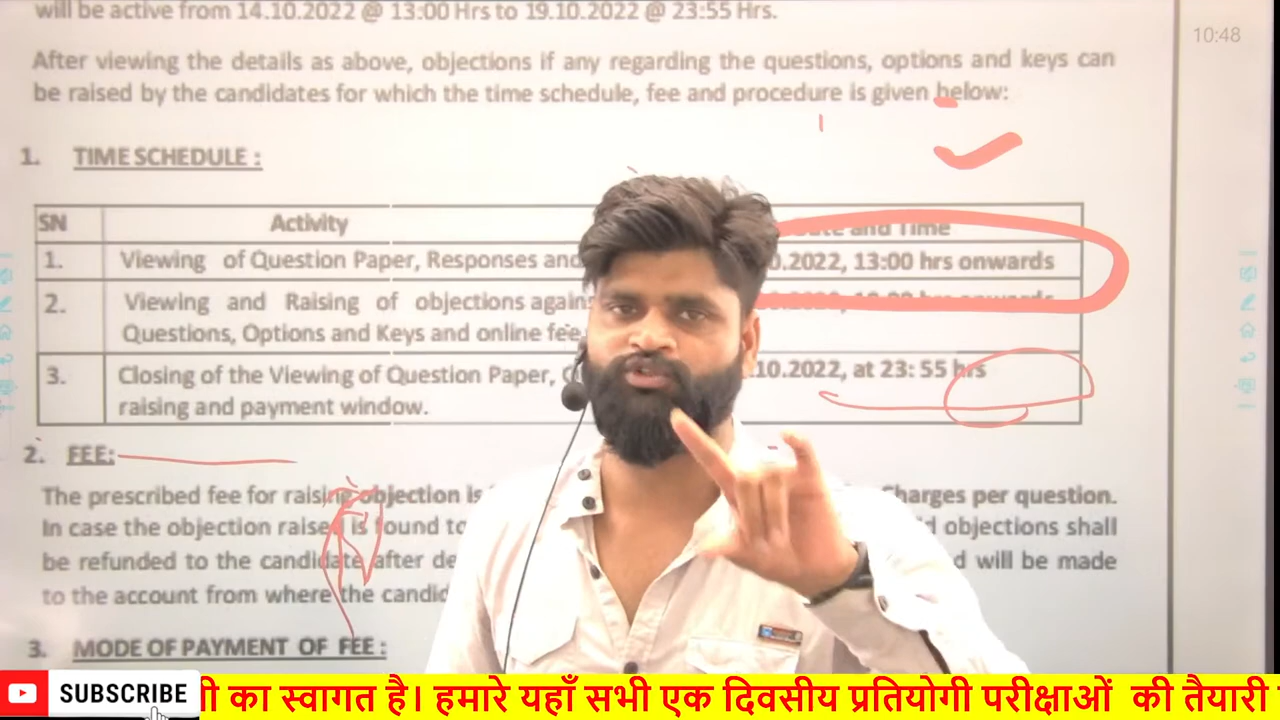 will be active from 14.10.2022 @ 13:00 Hrs to 19.10.2022 @ 23:55 Hrs.
10:48
After viewing the details as above, objections if any regarding the questions, options and keys can
be raised by the candidates for which the time schedule, fee and procedure is given below:
1. TIME SCHEDULE :
SN Activity and Time
1. Viewing of Question Paper, Responses and .2022, 13:00 hrs onwards
2. Viewing and Raising of objections
Questions, Options and Keys and online fee
3. Closing of the Viewing of Question Paper, .10.2022, at 23: 55 hrs
raising and payment window.
2. FEE:
The prescribed fee for raising objection is Charges per question.
In case the objection raised is found to objections shall
be refunded to the candidate after will be made
to the account from where the
3. MODE OF PAYMENT OF FEE :
SUBSCRIBE का स्वागत है। हमारे यहाँ सभी एक दिवसीय प्रतियोगी परीक्षाओं की तैयारी